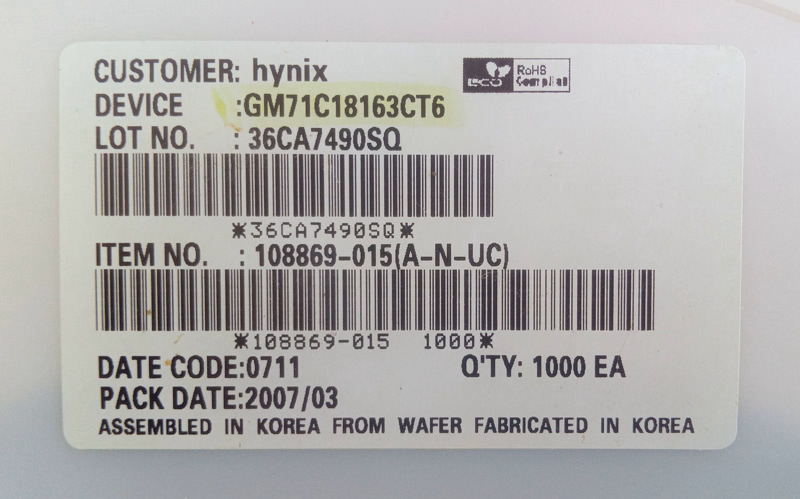 CUSTOMER: hynix
ECO RoHS Compliant
DEVICE :GM71C18163CT6
LOT NO. : 36CA7490SQ
*36CA7490SQ*
ITEM NO. : 108869-015(A-N-UC)
*108869-015 1000*
DATE CODE:0711 Q'TY: 1000 EA
PACK DATE:2007/03
ASSEMBLED IN KOREA FROM WAFER FABRICATED IN KOREA